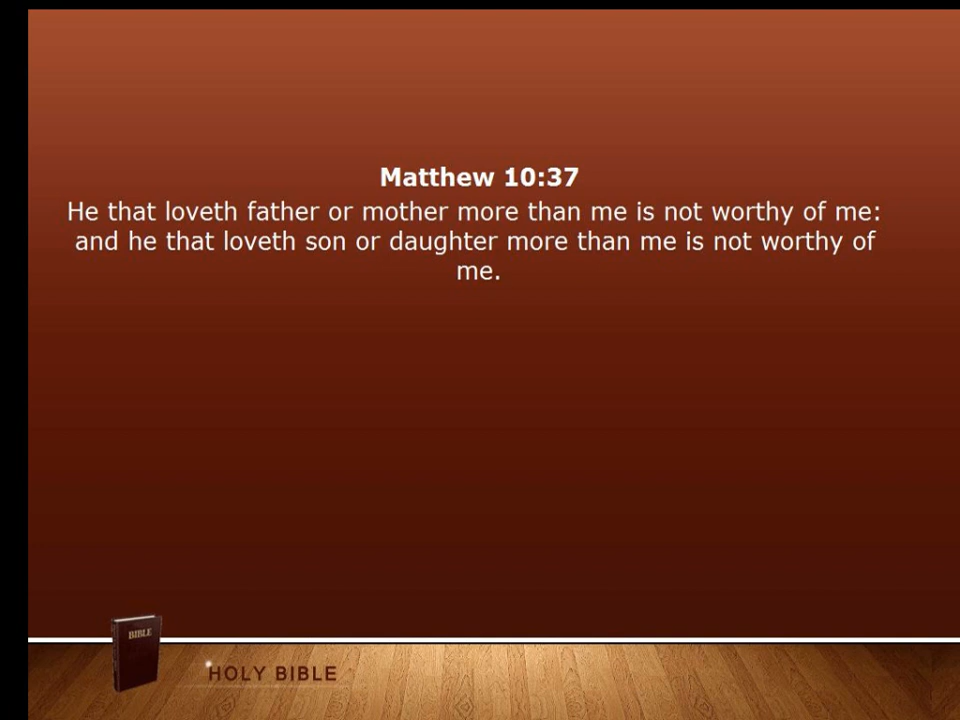 Matthew 10:37
He that loveth father or mother more than me is not worthy of me:
and he that loveth son or daughter more than me is not worthy of
me.
BIBLE
HOLY BIBLE